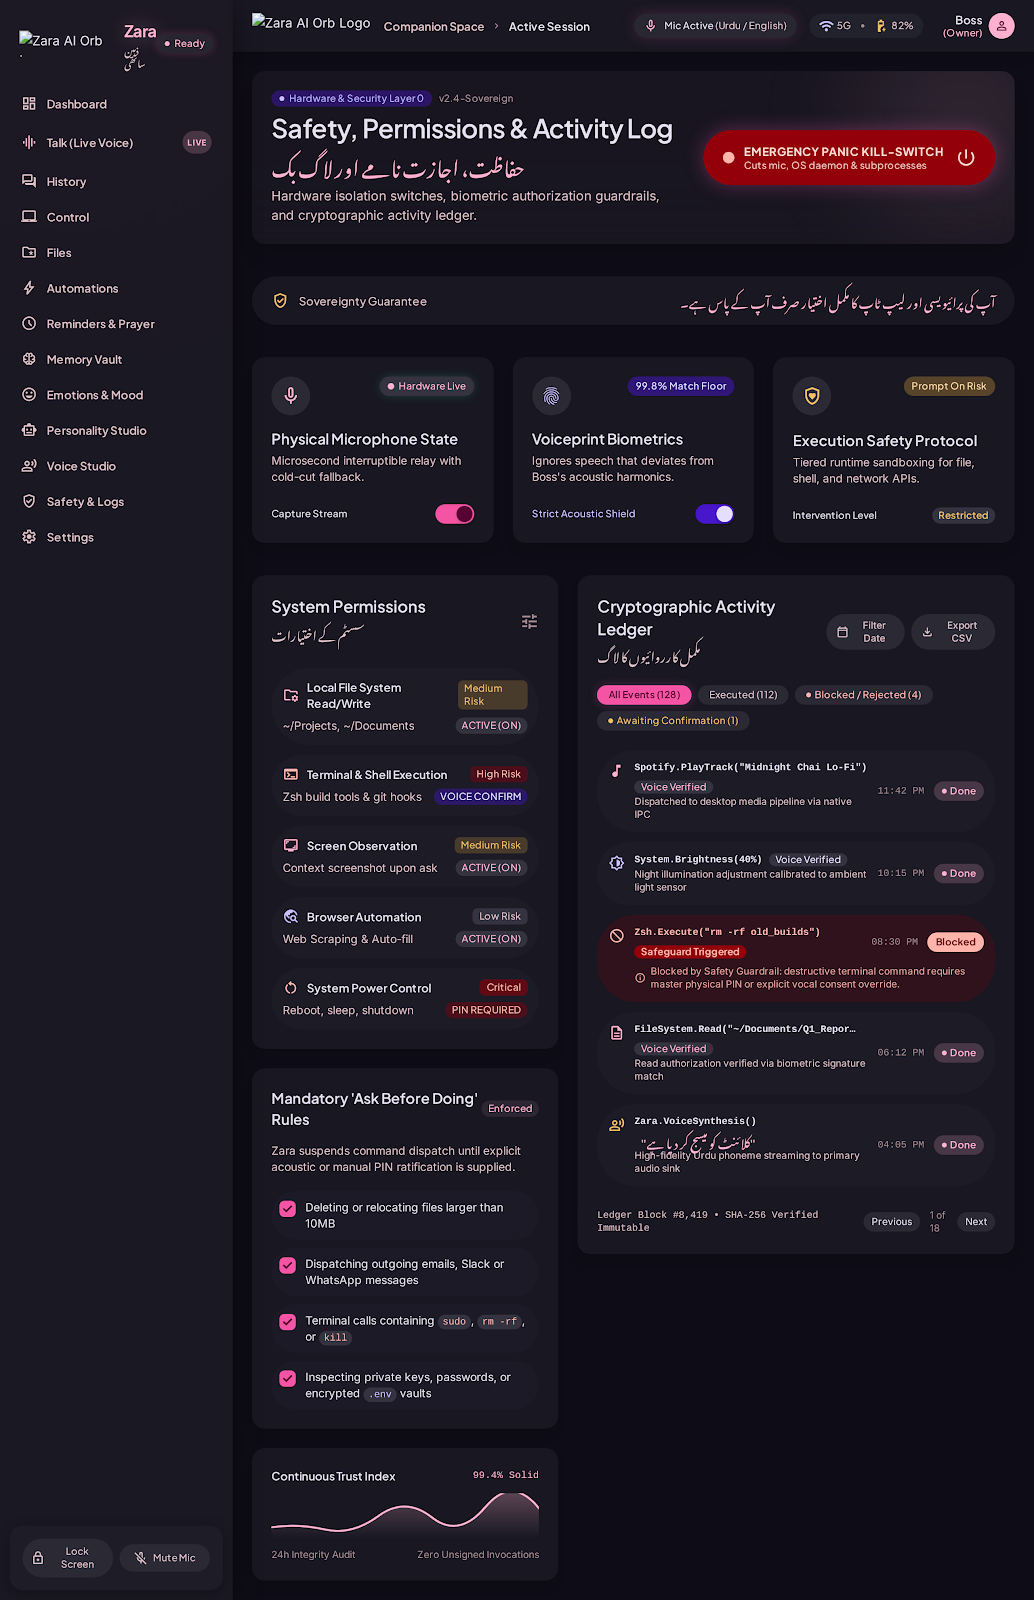 Zara AI Orb
Zara
فتین
ساتھی
Ready
Dashboard
Talk (Live Voice)
LIVE
History
Control
Files
Automations
Reminders & Prayer
Memory Vault
Emotions & Mood
Personality Studio
Voice Studio
Safety & Logs
Settings
Lock
Screen
Mute Mic
Zara AI Orb Logo
Companion Space
Active Session
Mic Active (Urdu / English)
5G • 82%
Boss
(Owner)
Hardware & Security Layer 0
v2.4-Sovereign
Safety, Permissions & Activity Log
حفاظت، اجازت نامے اور لاگ بک
Hardware isolation switches, biometric authorization guardrails,
and cryptographic activity ledger.
EMERGENCY PANIC KILL-SWITCH
Cuts mic, OS daemon & subprocesses
Sovereignty Guarantee
آپ کی پرائیویسی اور لیپ ٹاپ کا مکمل اختیار صرف آپ کے پاس ہے۔
Hardware Live
Physical Microphone State
Microsecond interruptible relay with
cold-cut fallback.
Capture Stream
99.8% Match Floor
Voiceprint Biometrics
Ignores speech that deviates from
Boss's acoustic harmonics.
Strict Acoustic Shield
Prompt On Risk
Execution Safety Protocol
Tiered runtime sandboxing for file,
shell, and network APIs.
Intervention Level
Restricted
System Permissions
سسٹم کے اختیارات
Local File System
Read/Write
Medium
Risk
~/Projects, ~/Documents
ACTIVE (ON)
Terminal & Shell Execution
High Risk
Zsh build tools & git hooks
VOICE CONFIRM
Screen Observation
Medium Risk
Context screenshot upon ask
ACTIVE (ON)
Browser Automation
Low Risk
Web Scraping & Auto-fill
ACTIVE (ON)
System Power Control
Critical
Reboot, sleep, shutdown
PIN REQUIRED
Mandatory 'Ask Before Doing'
Rules
Enforced
Zara suspends command dispatch until explicit
acoustic or manual PIN ratification is supplied.
Deleting or relocating files larger than
10MB
Dispatching outgoing emails, Slack or
WhatsApp messages
Terminal calls containing sudo, rm -rf,
or kill
Inspecting private keys, passwords, or
encrypted .env vaults
Continuous Trust Index
99.4% Solid
24h Integrity Audit
Zero Unsigned Invocations
Cryptographic Activity
Ledger
مکمل کارروائیوں کا لاگ
Filter
Date
Export
CSV
All Events (128)
Executed (112)
Blocked / Rejected (4)
Awaiting Confirmation (1)
Spotify.PlayTrack("Midnight Chai Lo-Fi")
Voice Verified
Dispatched to desktop media pipeline via native
IPC
11:42 PM
Done
System.Brightness(40%)
Voice Verified
Night illumination adjustment calibrated to ambient
light sensor
10:15 PM
Done
Zsh.Execute("rm -rf old_builds")
Safeguard Triggered
Blocked by Safety Guardrail: destructive terminal command requires
master physical PIN or explicit vocal consent override.
08:30 PM
Blocked
FileSystem.Read("~/Documents/Q1_Repor…
Voice Verified
Read authorization verified via biometric signature
match
06:12 PM
Done
Zara.VoiceSynthesis()
"کلائنٹ کو میسج کر دیا ہے"
High-fidelity Urdu phoneme streaming to primary
audio sink
04:05 PM
Done
Ledger Block #8,419 • SHA-256 Verified
Immutable
Previous
1 of
18
Next